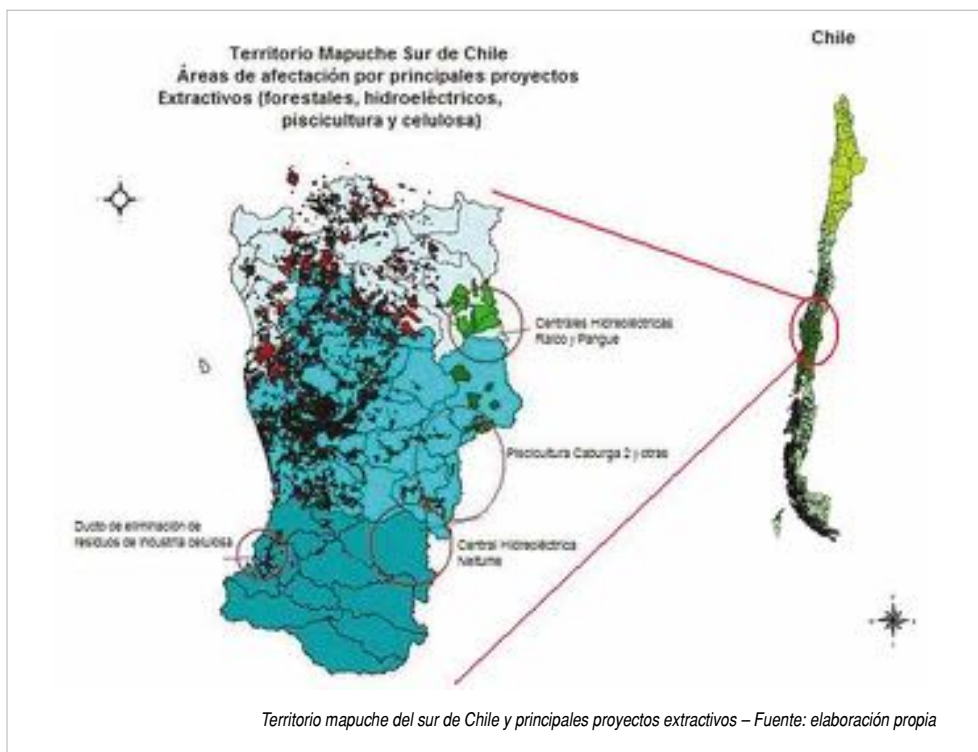 Territorio Mapuche Sur de Chile
Áreas de afectación por principales proyectos
Extractivos (forestales, hidroeléctricos,
piscicultura y celulosa)
Chile
Centrales Hidroeléctricas
Ralco y Pangue
Piscicultura Caburga 2 y otras
Ducto de eliminación de
residuos de industria celulosa
Central Hidroeléctrica
Neltume
Territorio mapuche del sur de Chile y principales proyectos extractivos – Fuente: elaboración propia